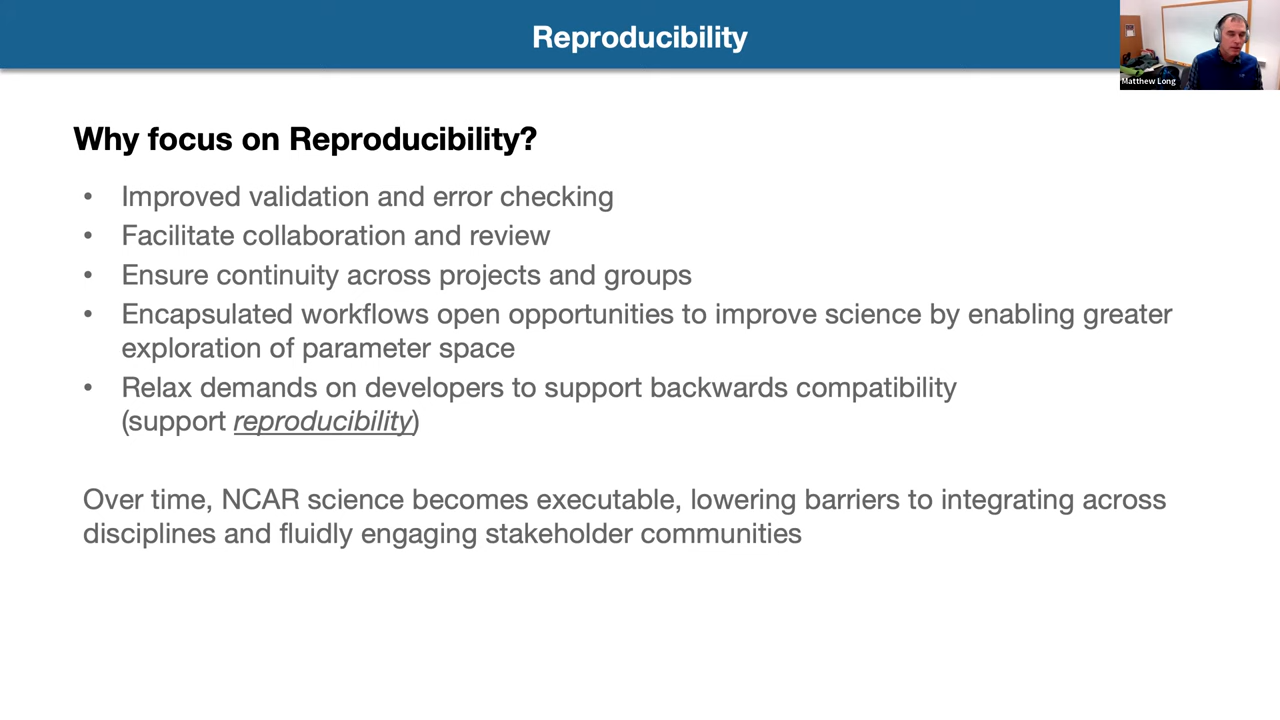 Reproducibility
Matthew Long
Why focus on Reproducibility?
• Improved validation and error checking
• Facilitate collaboration and review
• Ensure continuity across projects and groups
• Encapsulated workflows open opportunities to improve science by enabling greater
exploration of parameter space
• Relax demands on developers to support backwards compatibility
(support reproducibility)
Over time, NCAR science becomes executable, lowering barriers to integrating across
disciplines and fluidly engaging stakeholder communities